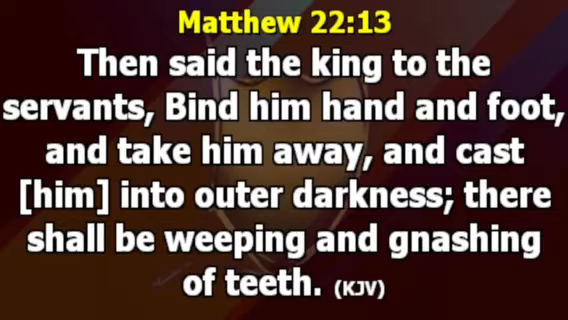 Matthew 22:13
Then said the king to the
servants, Bind him hand and foot,
and take him away, and cast
[him] into outer darkness; there
shall be weeping and gnashing
of teeth. (KJV)